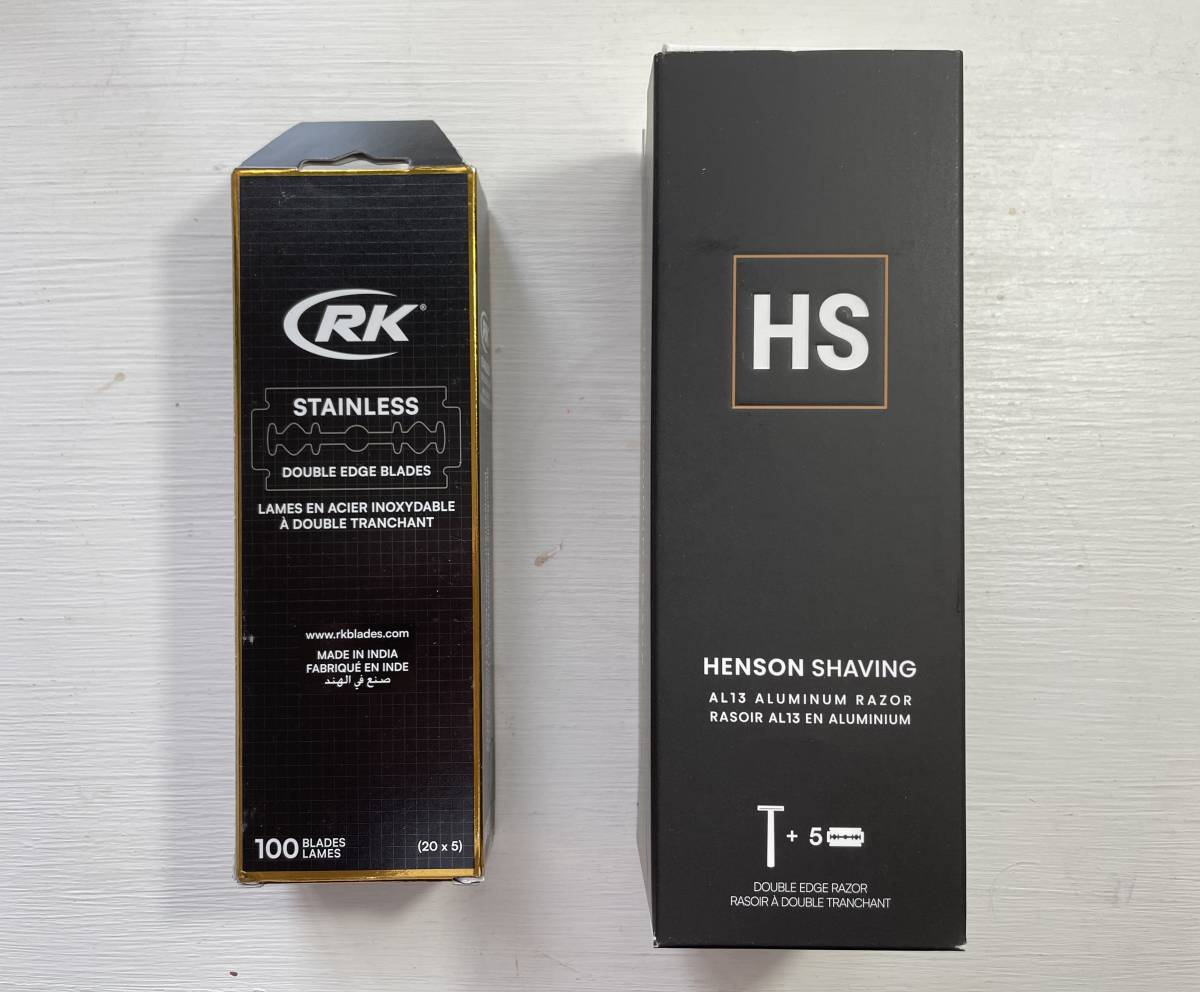 RK®
STAINLESS
DOUBLE EDGE BLADES
LAMES EN ACIER INOXYDABLE
À DOUBLE TRANCHANT
www.rkblades.com
MADE IN INDIA
FABRIQUÉ EN INDE
صنع في الهند
100 BLADES
LAMES
(20 x 5)
HS
HENSON SHAVING
AL13 ALUMINUM RAZOR
RASOIR AL13 EN ALUMINIUM
+ 5
DOUBLE EDGE RAZOR
RASOIR À DOUBLE TRANCHANT